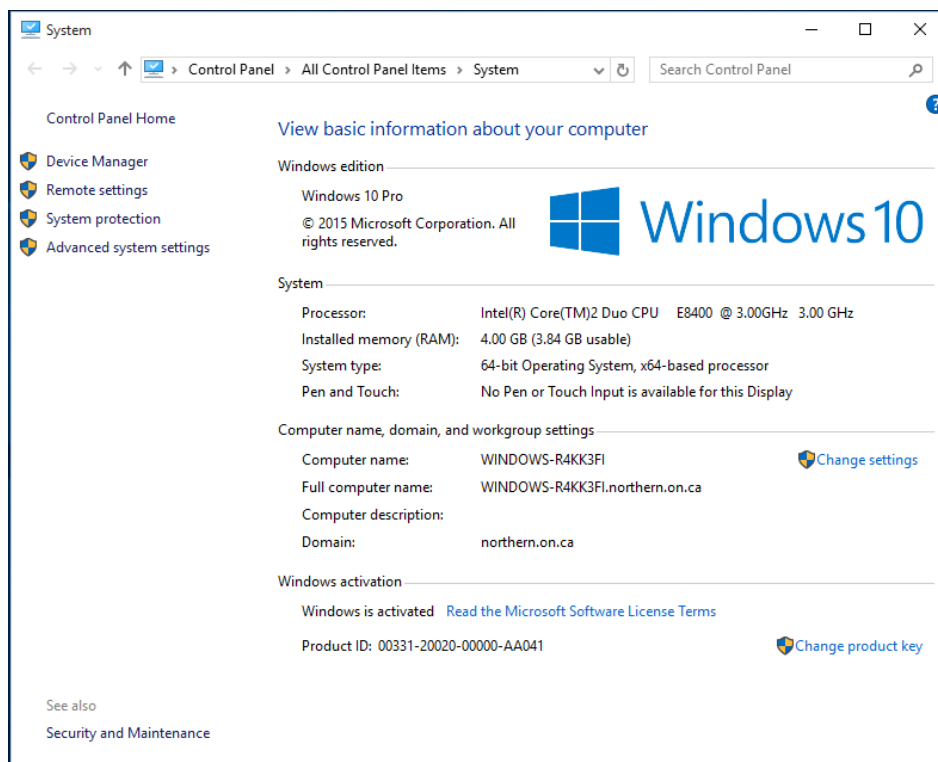 System
Control Panel > All Control Panel Items > System
Search Control Panel
?
Control Panel Home
Device Manager
Remote settings
System protection
Advanced system settings
View basic information about your computer
Windows edition
Windows 10 Pro
© 2015 Microsoft Corporation. All
rights reserved.
Windows 10
System
Processor: Intel(R) Core(TM)2 Duo CPU E8400 @ 3.00GHz 3.00 GHz
Installed memory (RAM): 4.00 GB (3.84 GB usable)
System type: 64-bit Operating System, x64-based processor
Pen and Touch: No Pen or Touch Input is available for this Display
Computer name, domain, and workgroup settings
Computer name: WINDOWS-R4KK3FI
Change settings
Full computer name: WINDOWS-R4KK3FI.northern.on.ca
Computer description:
Domain: northern.on.ca
Windows activation
Windows is activated Read the Microsoft Software License Terms
Product ID: 00331-20020-00000-AA041
Change product key
See also
Security and Maintenance